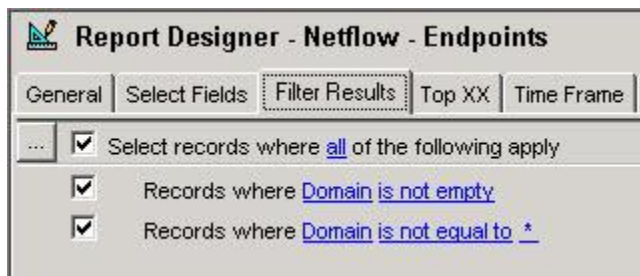 Report Designer - Netflow - Endpoints
General Select Fields Filter Results Top XX Time Frame
... Select records where all of the following apply
Records where Domain is not empty
Records where Domain is not equal to *